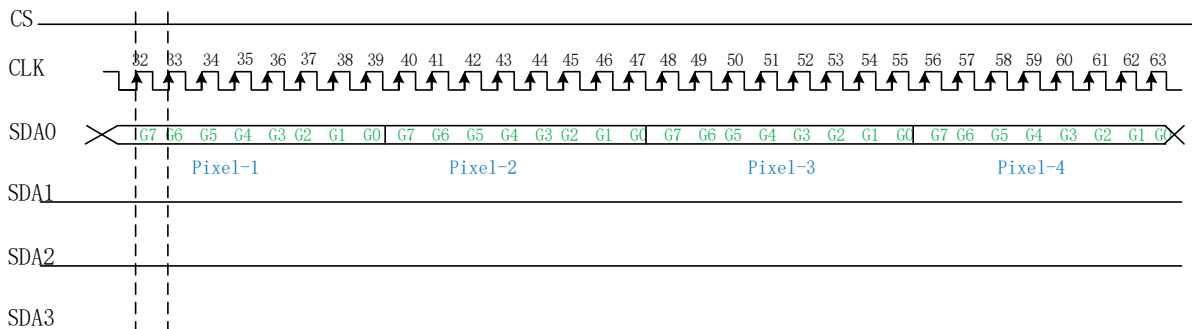 CS
32 33 34 35 36 37 38 39 40 41 42 43 44 45 46 47 48 49 50 51 52 53 54 55 56 57 58 59 60 61 62 63
CLK
SDA0 G7 G6 G5 G4 G3 G2 G1 G0 G7 G6 G5 G4 G3 G2 G1 G0 G7 G6 G5 G4 G3 G2 G1 G0 G7 G6 G5 G4 G3 G2 G1 G0
Pixel-1 Pixel-2 Pixel-3 Pixel-4
SDA1
SDA2
SDA3